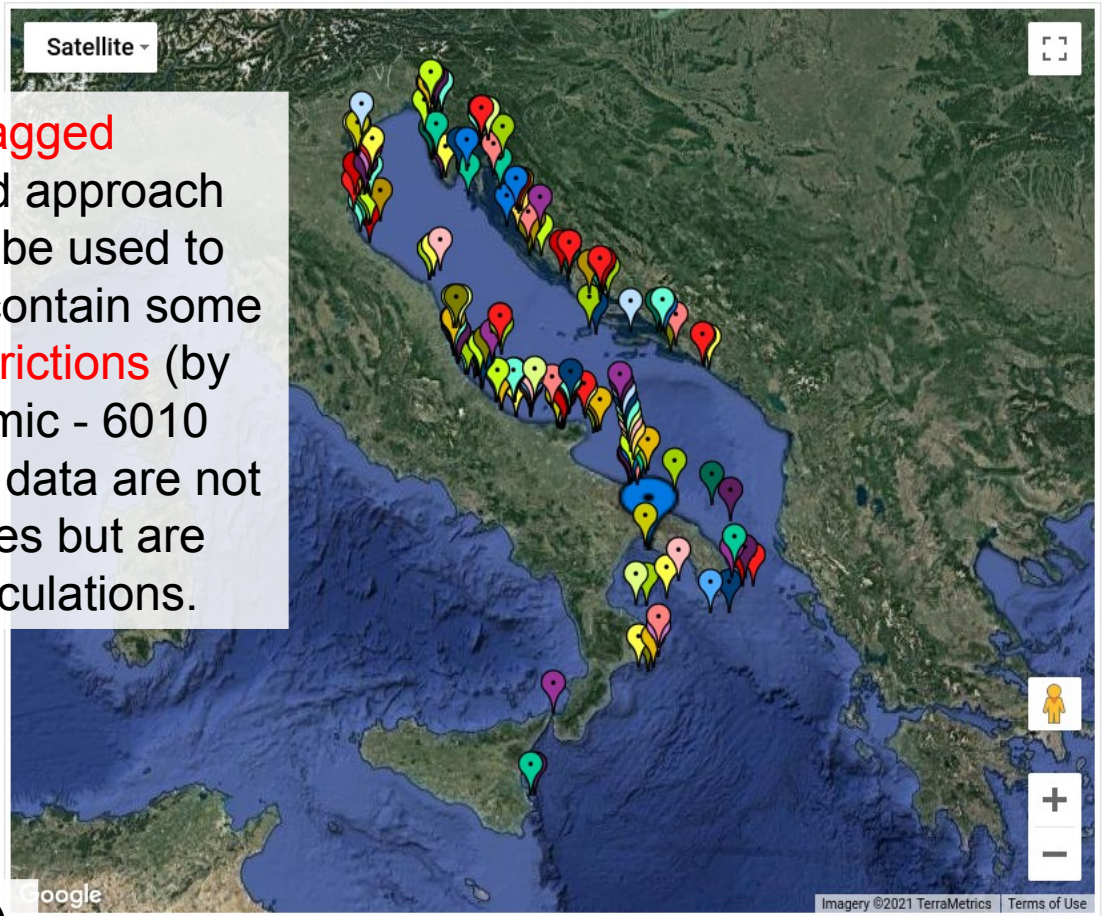 Satellite
agged
d approach
be used to
contain some
rictions (by
mic - 6010
data are not
es but are
culations.
Google
Imagery ©2021 TerraMetrics
Terms of Use